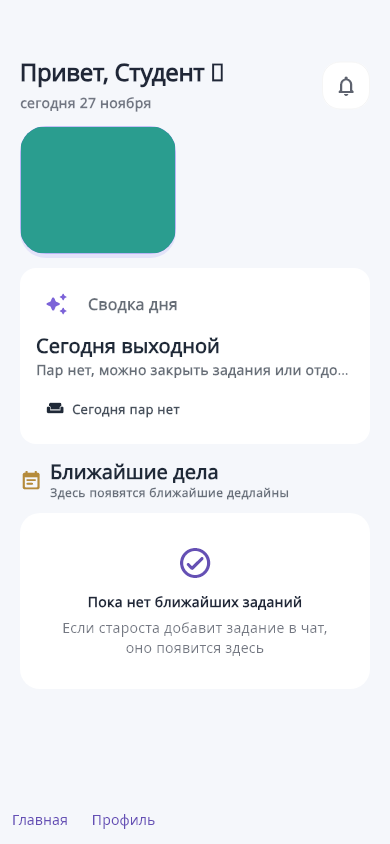 Привет, Студент
сегодня 27 ноября
Сводка дня
Сегодня выходной
Пар нет, можно закрыть задания или отдо...
Сегодня пар нет
Ближайшие дела
Здесь появятся ближайшие дедлайны
Пока нет ближайших заданий
Если староста добавит задание в чат,
оно появится здесь
Главная Профиль